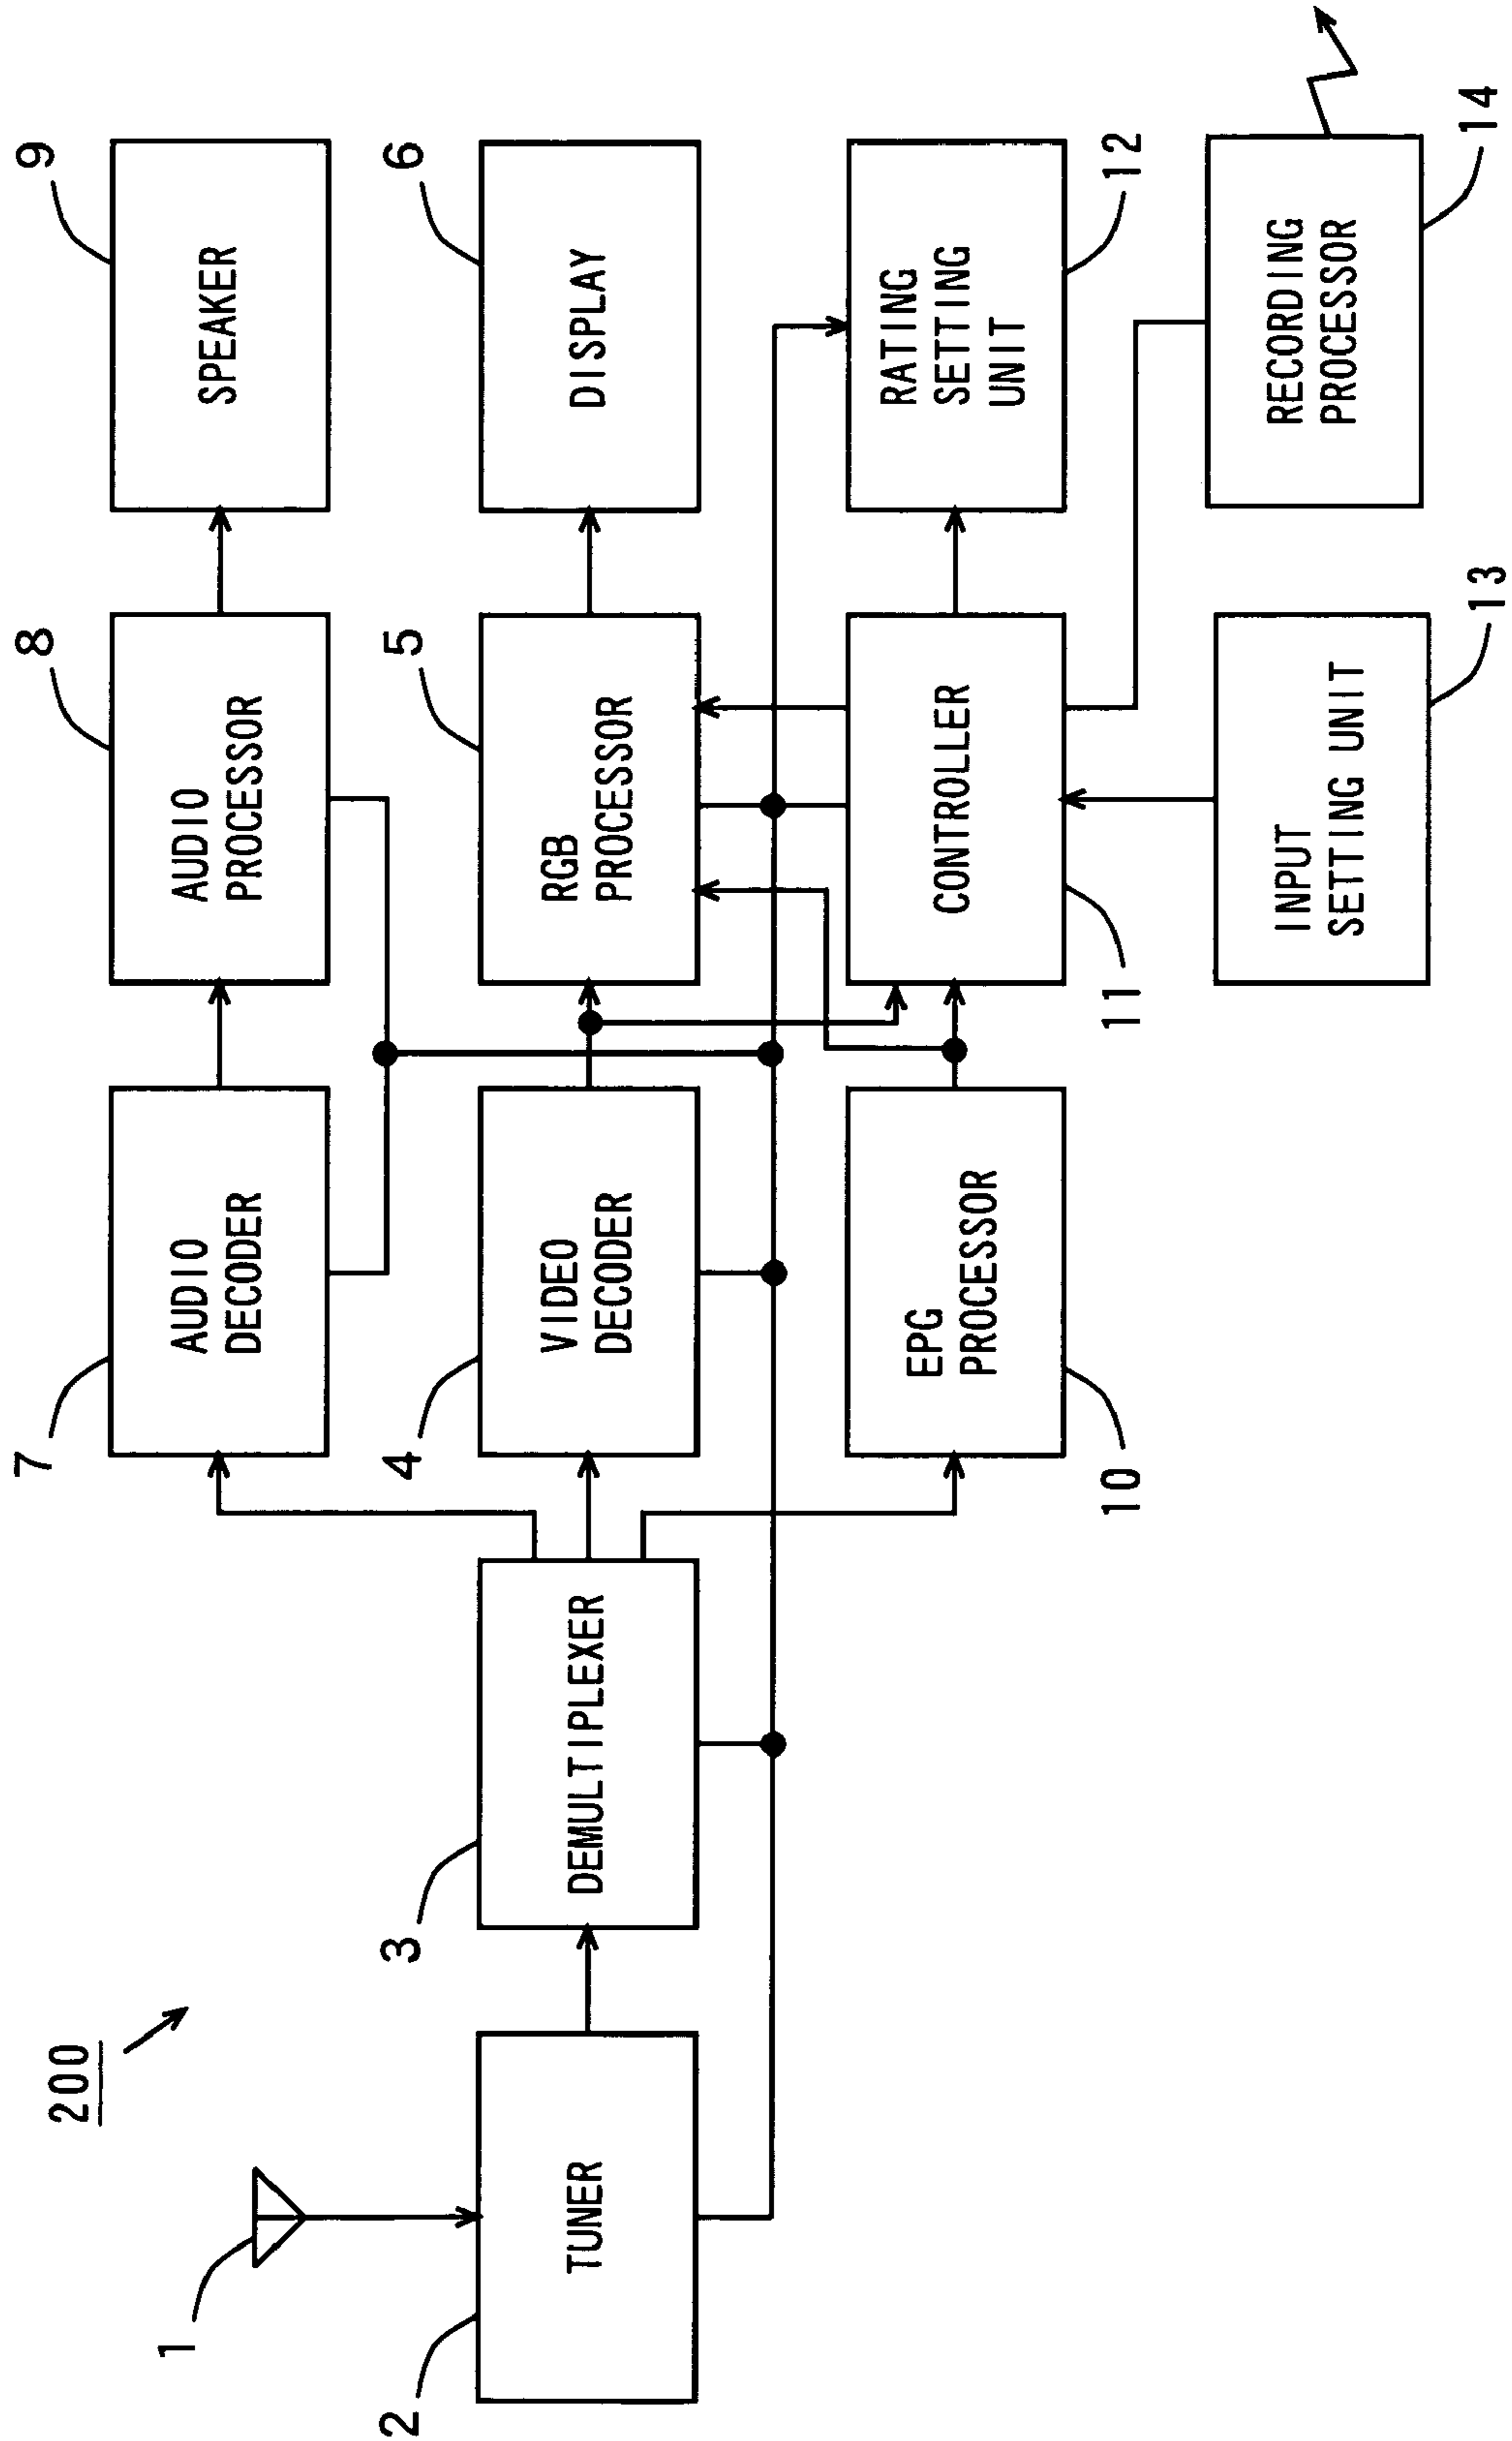 200
1
2
TUNER
3
DEMULTIPLEXER
7
AUDIO
DECODER
8
AUDIO
PROCESSOR
9
SPEAKER
4
VIDEO
DECODER
5
RGB
PROCESSOR
6
DISPLAY
EPG
PROCESSOR
10
CONTROLLER
11
RATING
SETTING
UNIT
12
INPUT
SETTING UNIT
13
RECORDING
PROCESSOR
14